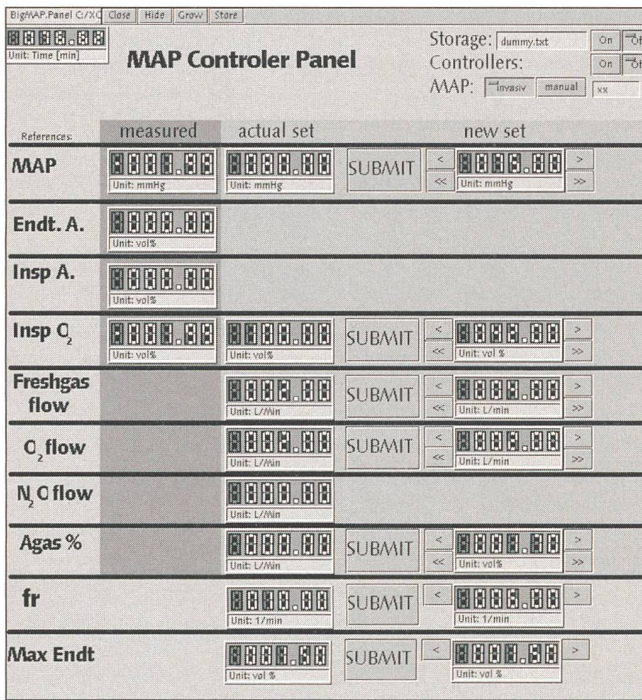 BigMAP.Panel C:/XC Close Hide Grow Store
Unit: Time [min]
MAP Controler Panel
Storage: dummy.txt On Of
Controllers: On Of
MAP: invasiv manual xx
References: measured actual set new set
MAP SUBMIT < >
<< >>
Unit: mmHg Unit: mmHg Unit: mmHg
Endt. A.
Unit: vol%
Insp A.
Unit: vol%
Insp O2 SUBMIT < >
<< >>
Unit: vol% Unit: vol% Unit: vol %
Freshgas
flow SUBMIT < >
<< >>
Unit: L/Min Unit: L/min
O2 flow SUBMIT < >
<< >>
Unit: L/Min Unit: L/min
N2O flow
Unit: L/Min
Agas % SUBMIT < >
<< >>
Unit: L/Min Unit: vol%
fr SUBMIT < >
Unit: 1/min Unit: 1/min
Max Endt SUBMIT < >
Unit: vol % Unit: vol %